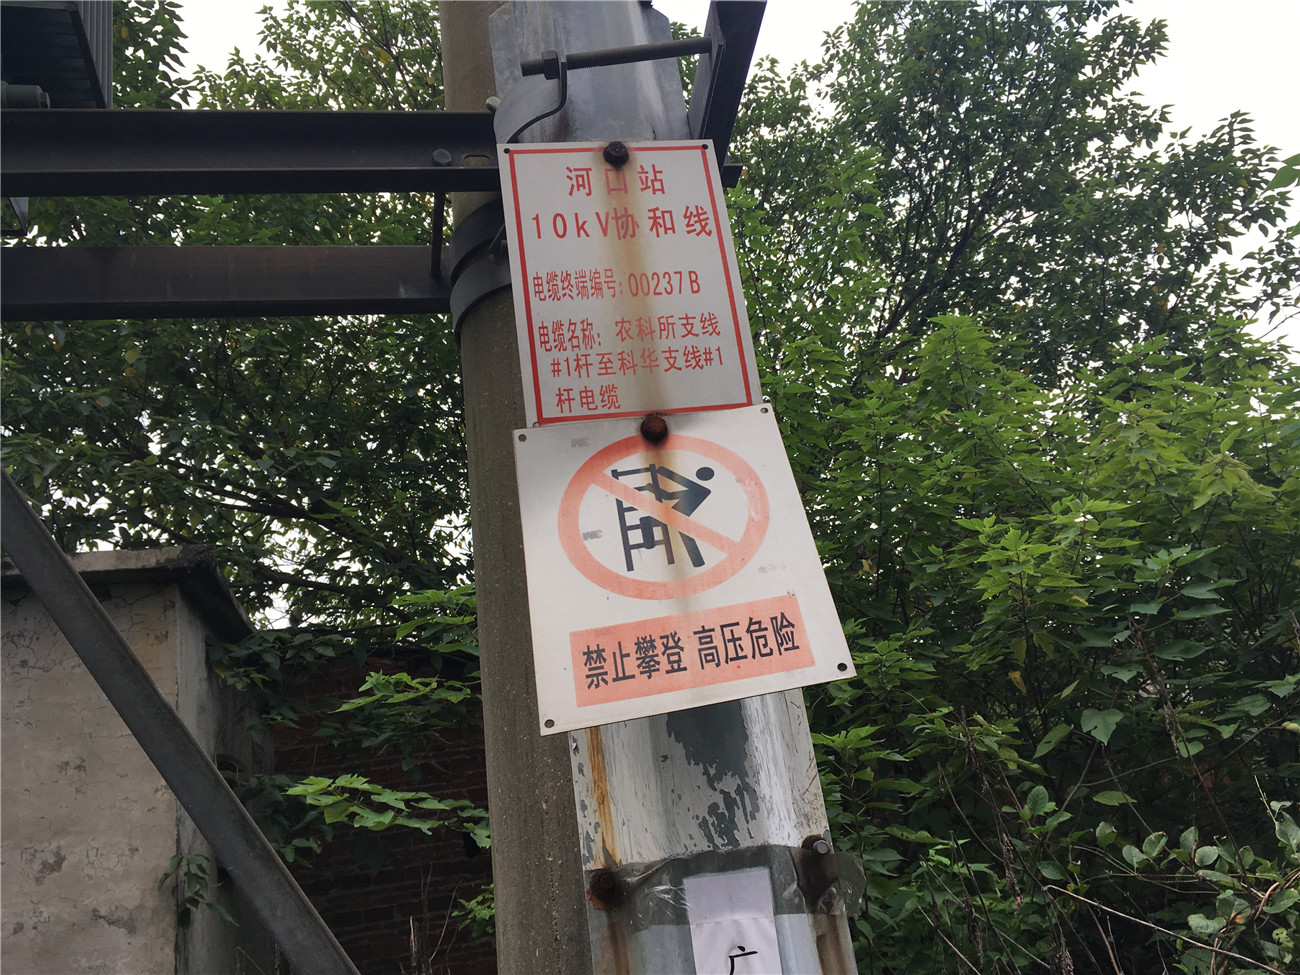 河口站
10kV协和线
电缆终端编号:00237B
电缆名称：农科所支线
#1杆至科华支线#1
杆电缆
禁止攀登 高压危险
广